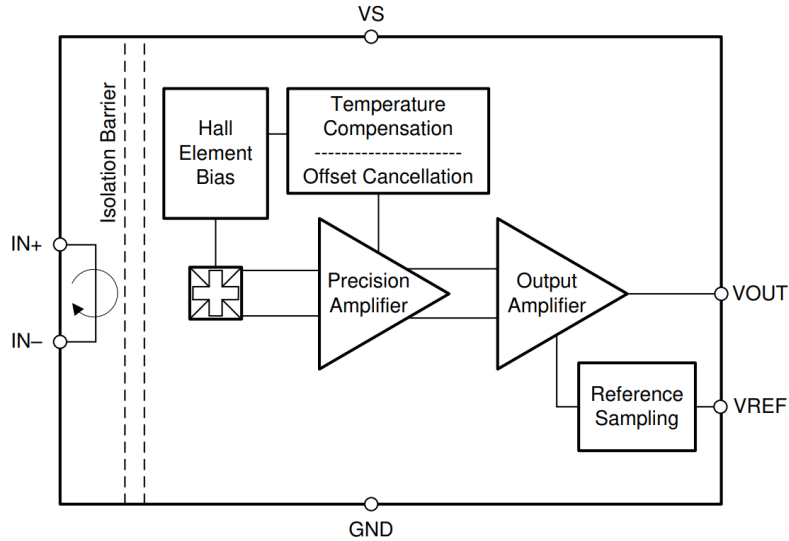 VS
Isolation Barrier
Hall
Element
Bias
Temperature
Compensation
Offset Cancellation
IN+
IN–
Precision
Amplifier
Output
Amplifier
VOUT
Reference
Sampling
VREF
GND